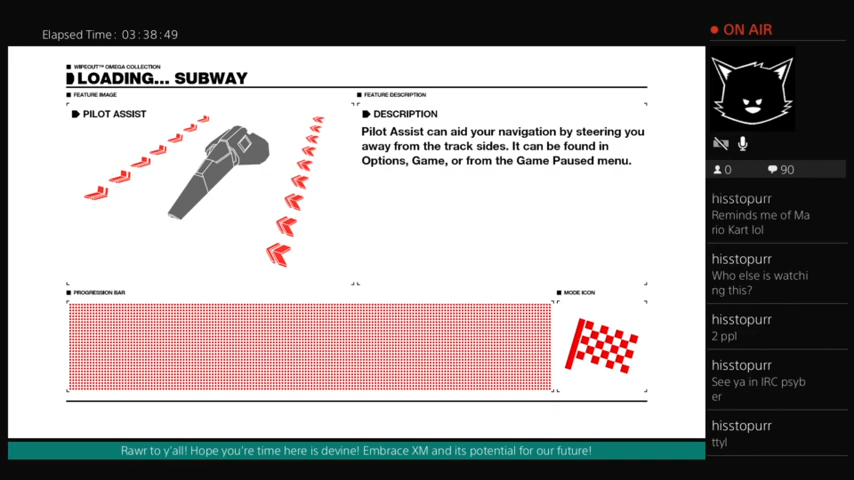 Elapsed Time: 03:38:49
ON AIR
WIPEOUT™ OMEGA COLLECTION
LOADING... SUBWAY
FEATURE IMAGE
FEATURE DESCRIPTION
PILOT ASSIST
DESCRIPTION
Pilot Assist can aid your navigation by steering you
away from the track sides. It can be found in
Options, Game, or from the Game Paused menu.
PROGRESSION BAR
MODE ICON
0
90
hisstopurr
Reminds me of Ma
rio Kart lol
hisstopurr
Who else is watchi
ng this?
hisstopurr
2 ppl
hisstopurr
See ya in IRC psyb
er
hisstopurr
ttyl
Rawr to y'all! Hope you're time here is devine! Embrace XM and its potential for our future!